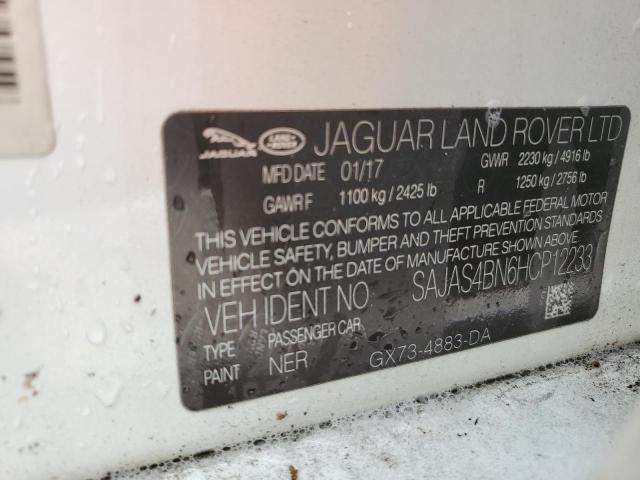 JAGUAR LAND ROVER JAGUAR LAND ROVER LTD
MFD DATE 01/17 GVWR 2230 kg / 4916 lb
GAWR F 1100 kg / 2425 lb R 1250 kg / 2756 lb
THIS VEHICLE CONFORMS TO ALL APPLICABLE FEDERAL MOTOR
VEHICLE SAFETY, BUMPER AND THEFT PREVENTION STANDARDS
IN EFFECT ON THE DATE OF MANUFACTURE SHOWN ABOVE.
VEH IDENT NO. SAJAS4BN6HCP12233
TYPE PASSENGER CAR
PAINT NER GX73-4883-DA